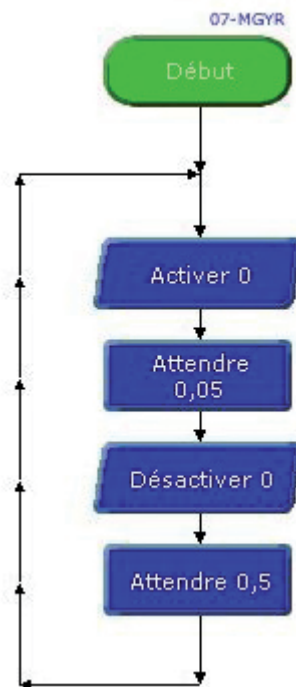 07-MGYR
Début
Activer 0
Attendre
0,05
Désactiver 0
Attendre 0,5